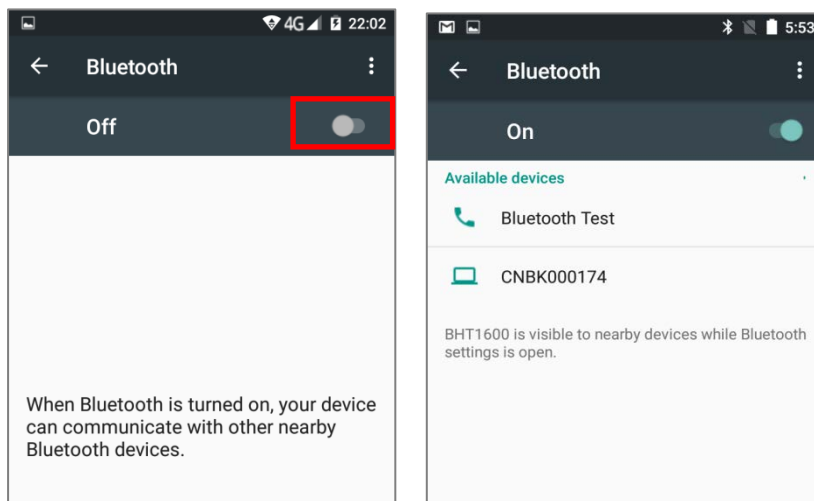 4G 22:02
Bluetooth
Off
When Bluetooth is turned on, your device
can communicate with other nearby
Bluetooth devices.
5:53
Bluetooth
On
Available devices
Bluetooth Test
CNBK000174
BHT1600 is visible to nearby devices while Bluetooth
settings is open.